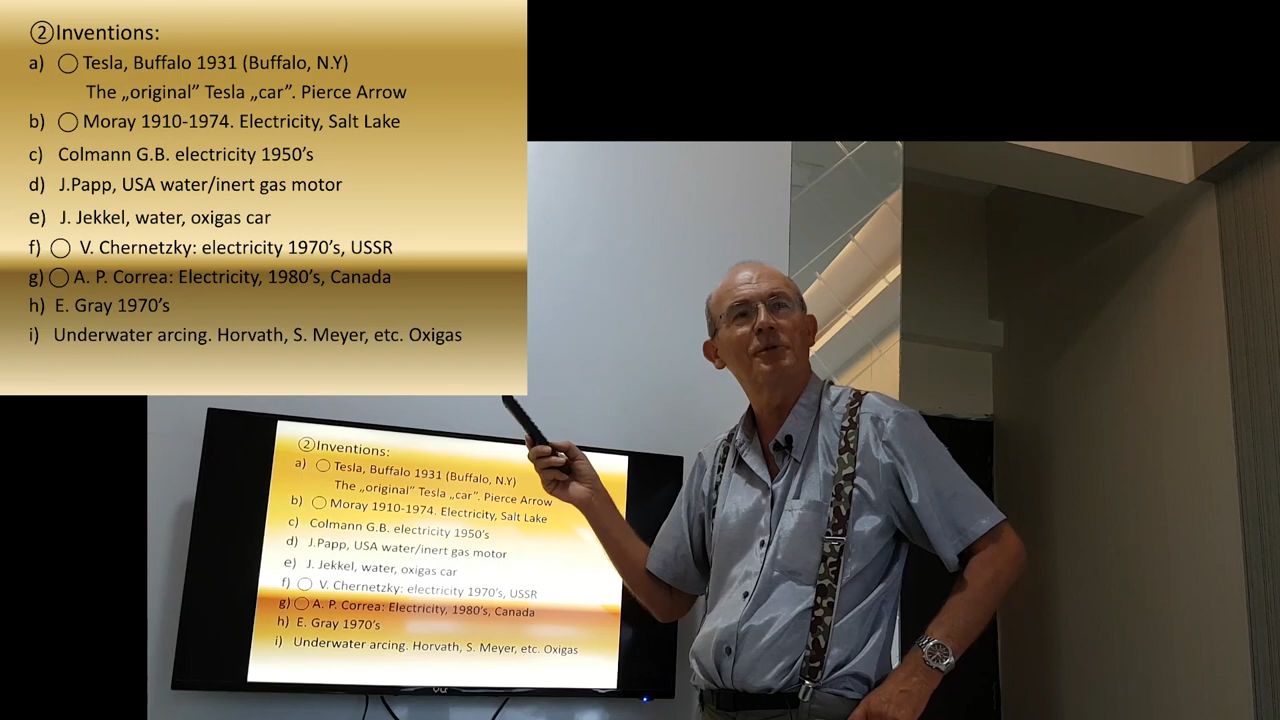 ②Inventions:
a) ◯ Tesla, Buffalo 1931 (Buffalo, N.Y)
The „original” Tesla „car”. Pierce Arrow
b) ◯ Moray 1910-1974. Electricity, Salt Lake
c) Colmann G.B. electricity 1950’s
d) J.Papp, USA water/inert gas motor
e) J. Jekkel, water, oxigas car
f) ◯ V. Chernetzky: electricity 1970’s, USSR
g) ◯ A. P. Correa: Electricity, 1980’s, Canada
h) E. Gray 1970’s
i) Underwater arcing. Horvath, S. Meyer, etc. Oxigas
②Inventions:
a) ◯ Tesla, Buffalo 1931 (Buffalo, N.Y)
The „original” Tesla „car”. Pierce Arrow
b) ◯ Moray 1910-1974. Electricity, Salt Lake
c) Colmann G.B. electricity 1950’s
d) J.Papp, USA water/inert gas motor
e) J. Jekkel, water, oxigas car
f) ◯ V. Chernetzky: electricity 1970’s, USSR
g) ◯ A. P. Correa: Electricity, 1980’s, Canada
h) E. Gray 1970’s
i) Underwater arcing. Horvath, S. Meyer, etc. Oxigas